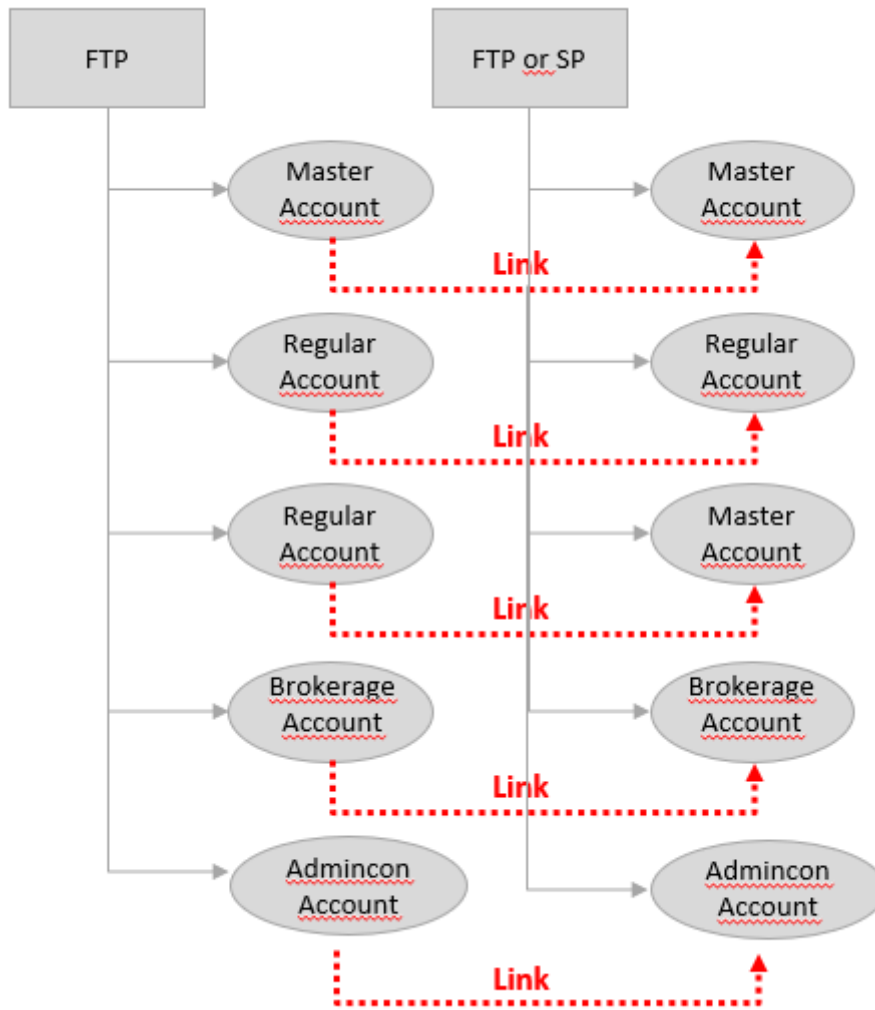 FTP
FTP or SP
Master
Account
Master
Account
Link
Regular
Account
Regular
Account
Link
Regular
Account
Master
Account
Link
Brokerage
Account
Brokerage
Account
Link
Admincon
Account
Admincon
Account
Link